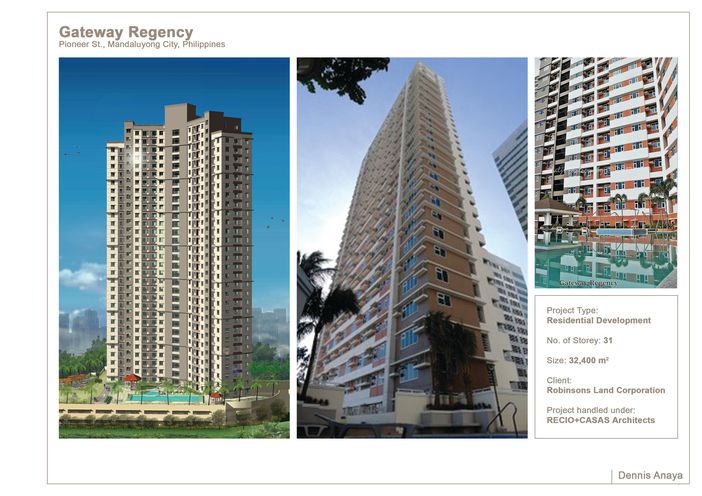 Gateway Regency
Pioneer St., Mandaluyong City, Philippines
Gateway Regency
Project Type:
Residential Development
No. of Storey: 31
Size: 32,400 m²
Client:
Robinsons Land Corporation
Project handled under:
RECIO+CASAS Architects
Dennis Anaya